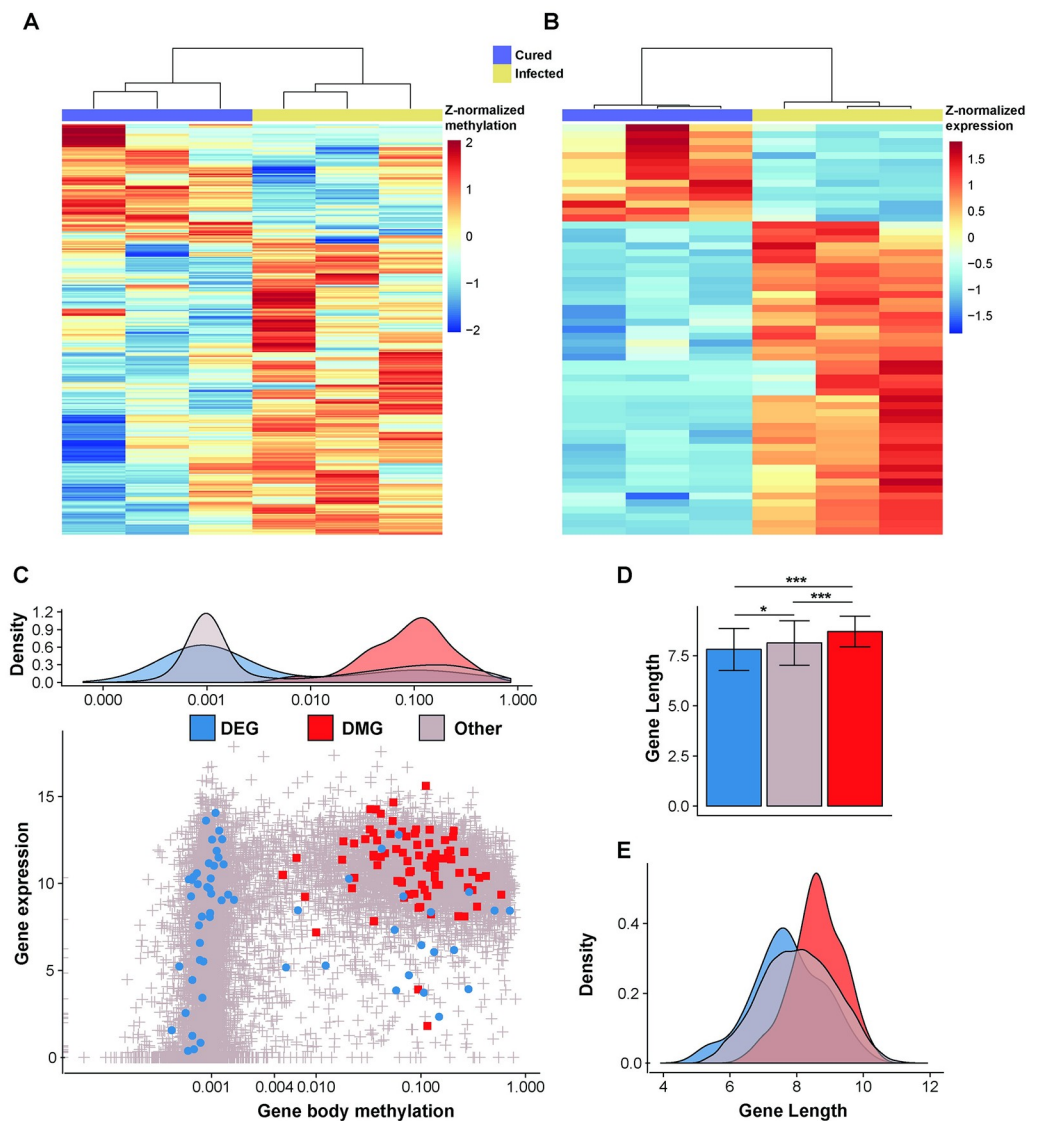 A
B
Cured
Infected
Z-normalized
methylation
2
1
0
−1
−2
Z-normalized
expression
1.5
1
0.5
0
−0.5
−1
−1.5
C
Density
1.2
0.9
0.6
0.3
0.0
0.000
0.001
0.010
0.100
1.000
DEG
DMG
Other
Gene expression
15
10
5
0
0.001
0.004
0.010
0.100
1.000
Gene body methylation
D
***
***
*
Gene Length
7.5
5.0
2.5
0.0
E
Density
0.4
0.2
0.0
4
6
8
10
12
Gene Length